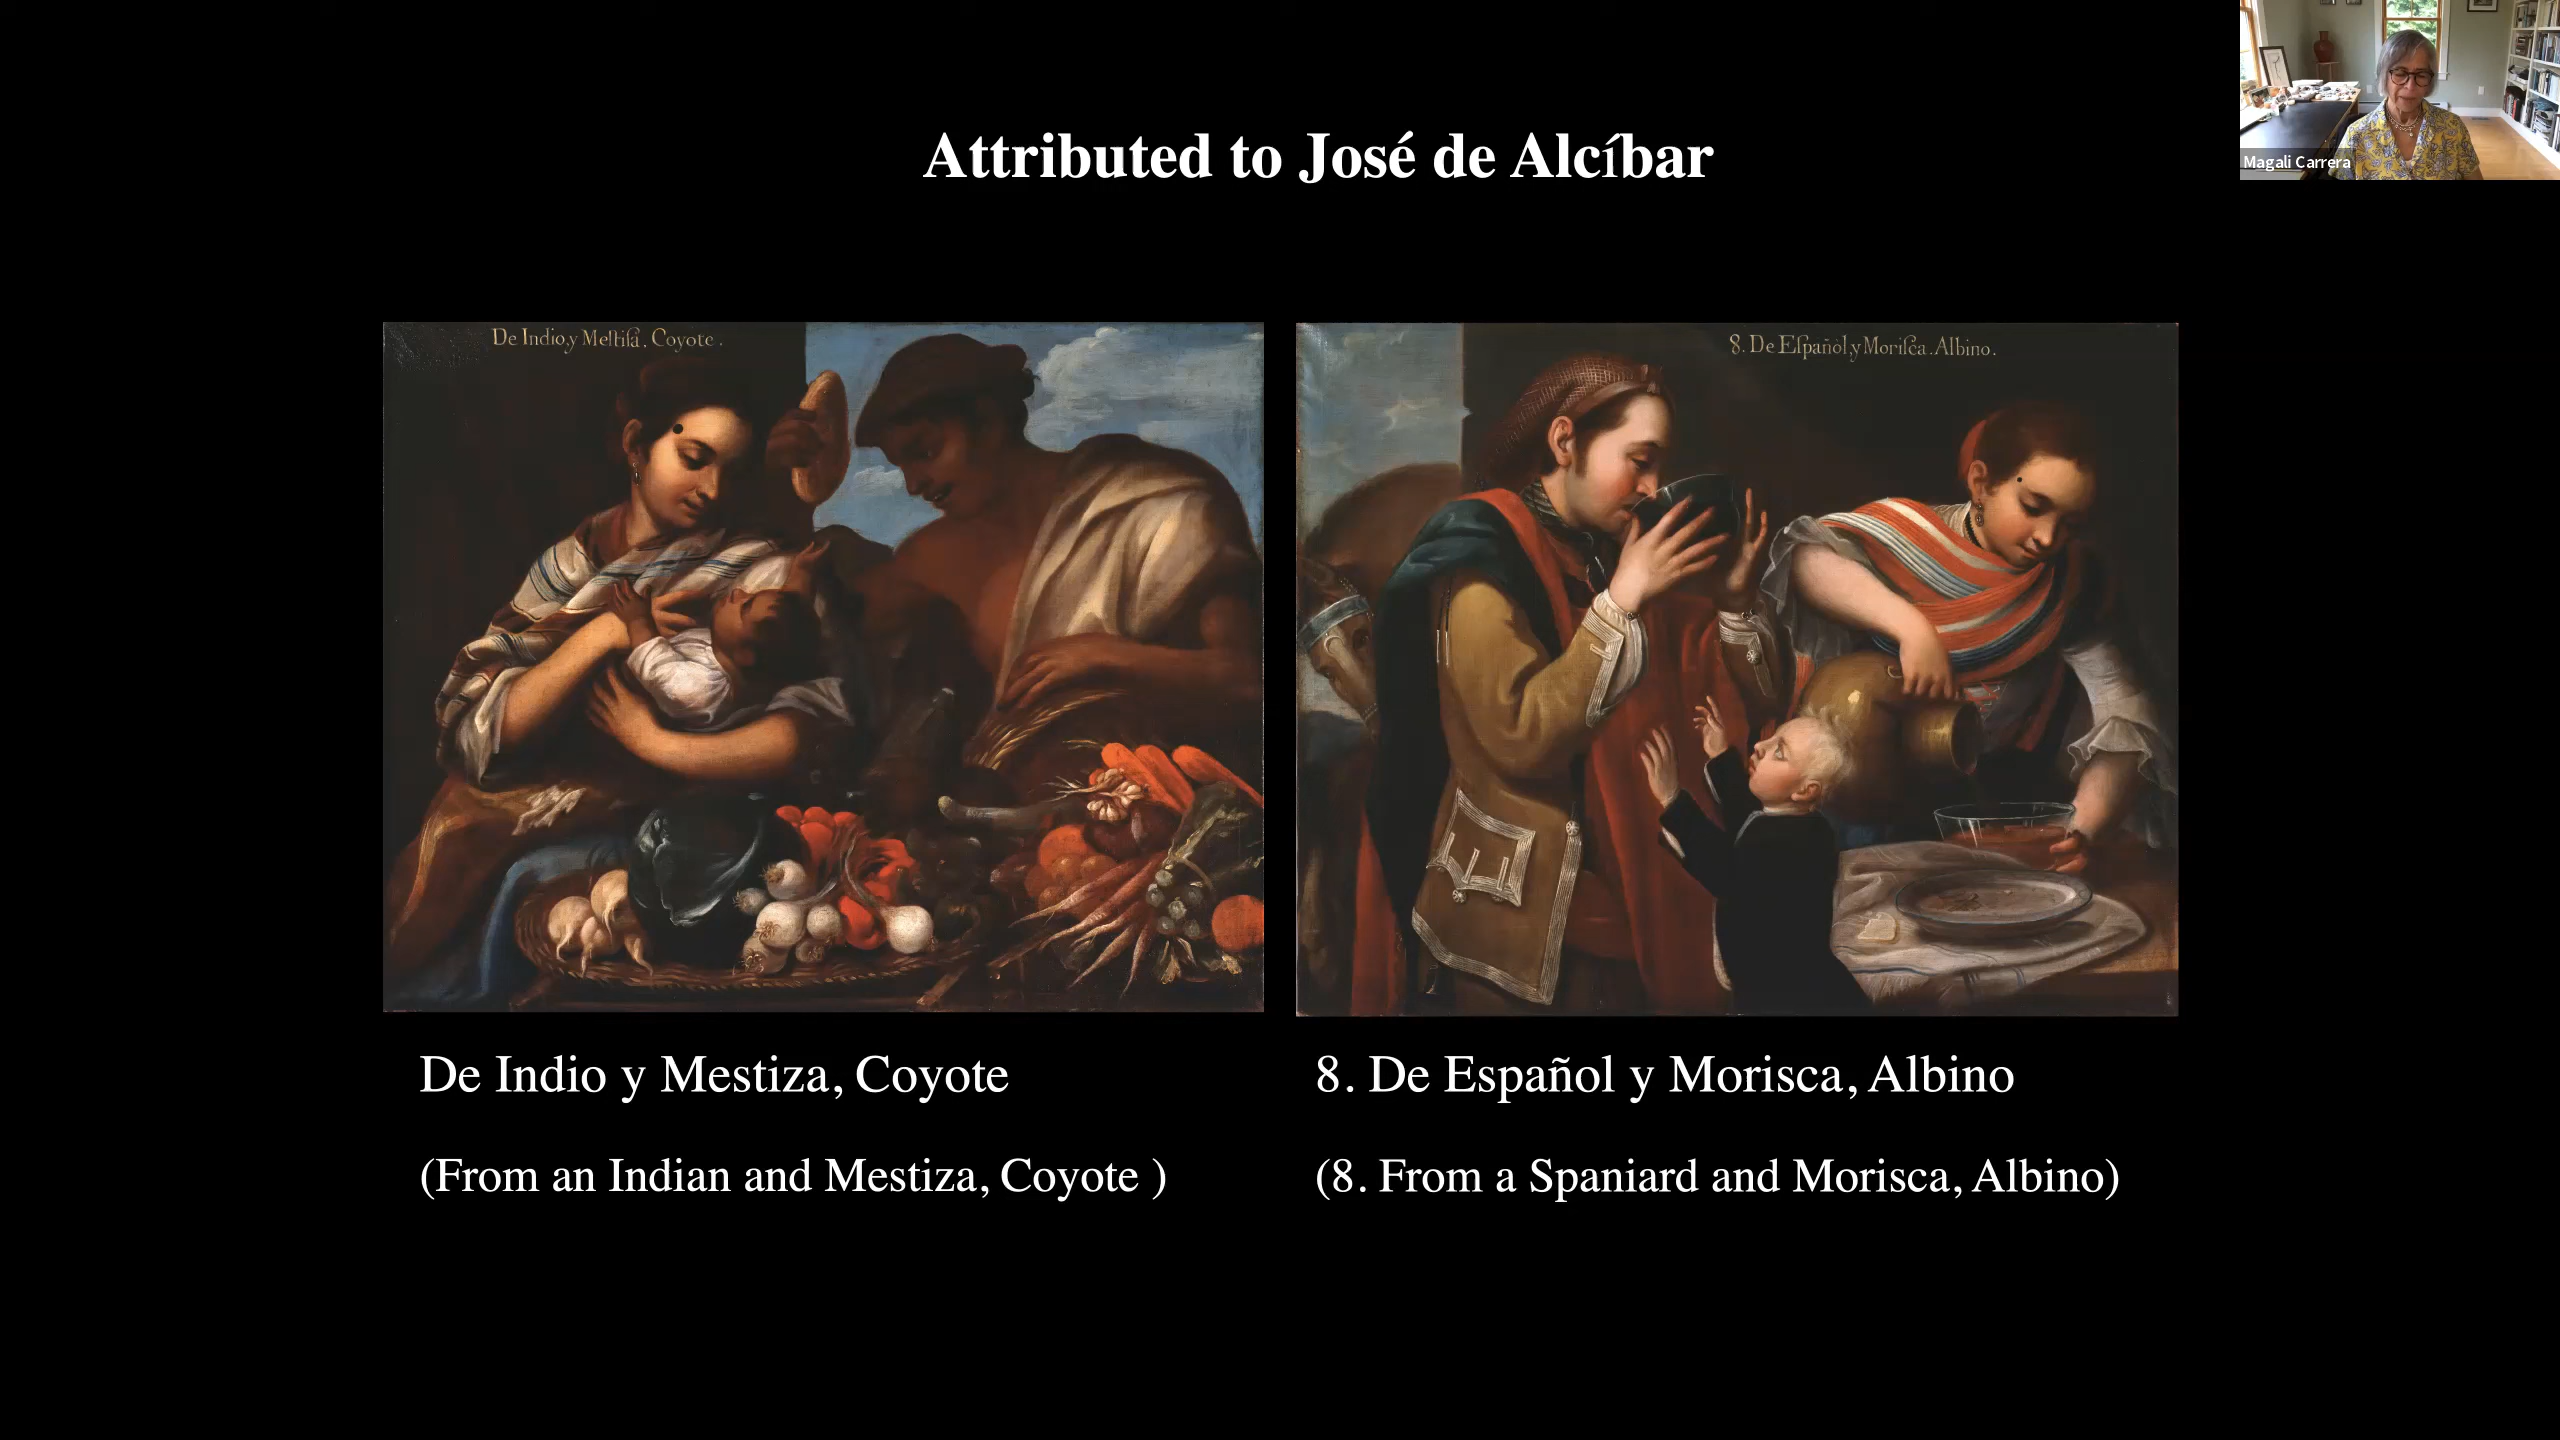 Attributed to José de Alcíbar
Magali Carrera
De Indio,y Mestiſa. Coyote.
8. De Eſpañòl,y Moriſca. Albino.
De Indio y Mestiza, Coyote
(From an Indian and Mestiza, Coyote )
8. De Español y Morisca, Albino
(8. From a Spaniard and Morisca, Albino)